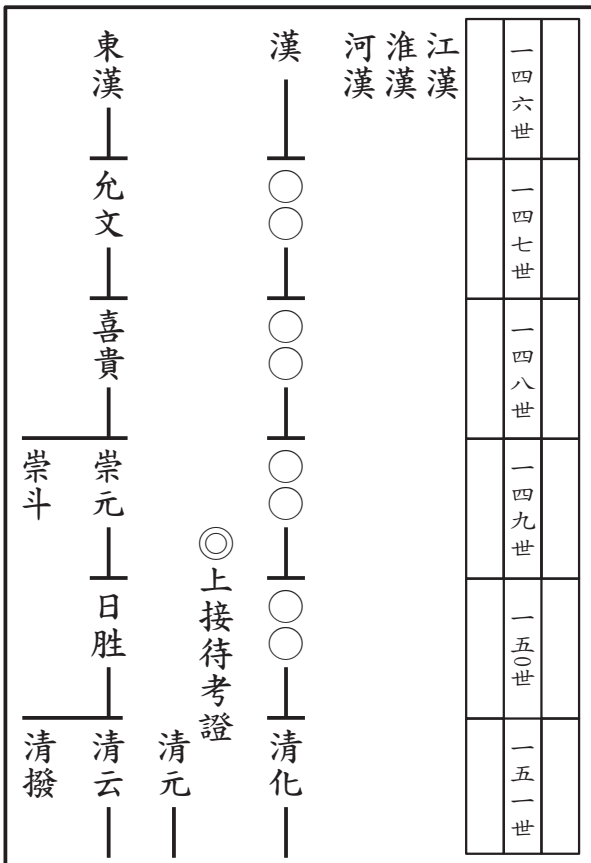 一四六世
一四七世
一四八世
一四九世
一五〇世
一五一世
江漢
淮漢
河漢
漢
〇〇
〇〇
〇〇
〇〇
清化
◎上接待考證
清元
東漢
允文
喜貴
崇元
日胜
清云
崇斗
清撥